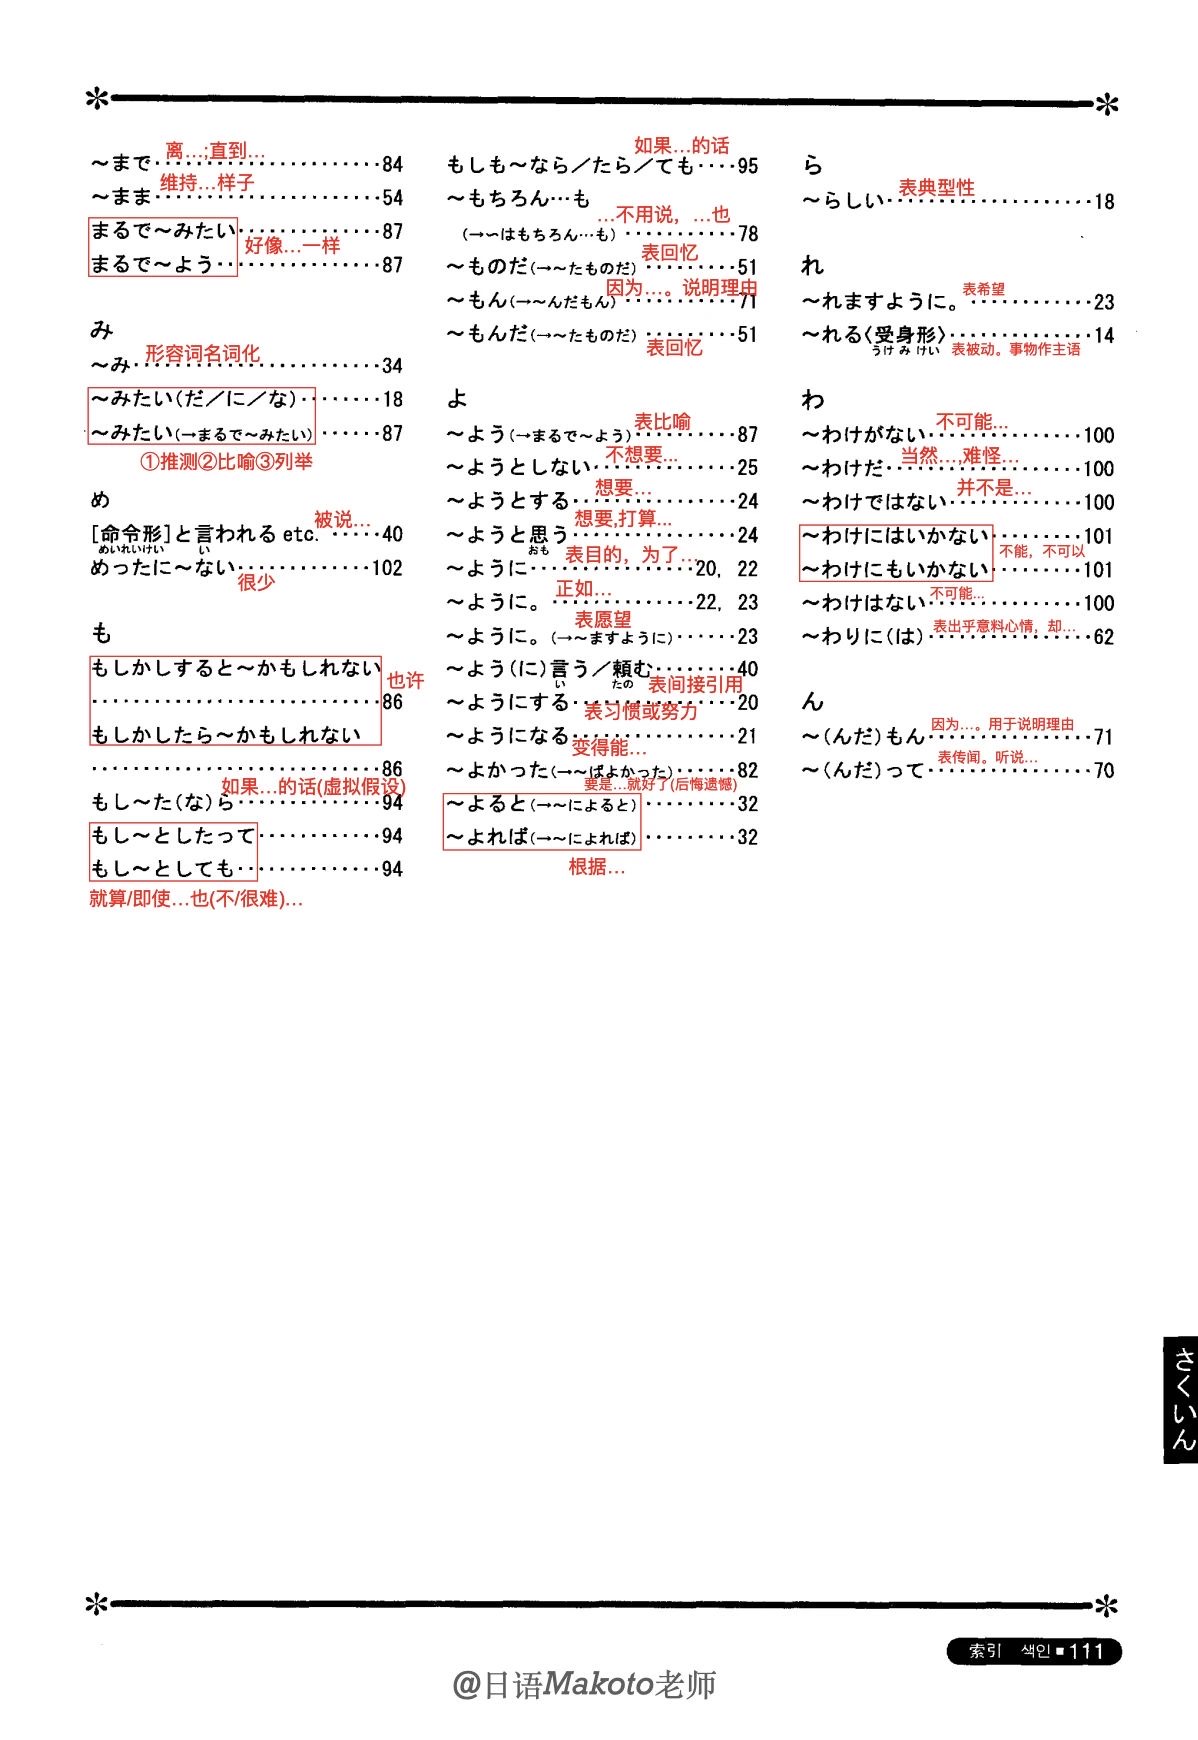 离…;直到…
～まで……………………84
维持…样子
～まま……………………54
まるで～みたい……………87
好像…一样
まるで～よう………………87
み
形容词名词化
～み………………………34
～みたい(だ／に／な)………18
～みたい(→まるで～みたい)……87
①推测②比喻③列举
め
被说…
[命令形]と言われる etc.……40
めいれいけい い
めったに～ない……………102
很少
も
もしかしすると～かもしれない
也许
…………………………86
もしかしたら～かもしれない
…………………………86
如果…的话(虚拟假设)
もし～た(な)ら……………94
もし～としたって……………94
もし～としても………………94
就算/即使…也(不/很难)…
如果…的话
もしも～なら／たら／ても……95
～もちろん…も
…不用说，…也
(→～はもちろん…も)…………78
表回忆
～ものだ(→～たものだ)………51
因为…。说明理由
～もん(→～んだもん)…………71
～もんだ(→～たものだ)………51
表回忆
よ
表比喻
～よう(→まるで～よう)………87
不想要…
～ようとしない………………25
想要…
～ようとする…………………24
想要,打算…
～ようと思う…………………24
おも
表目的，为了…
～ように………………20，22
正如…
～ように。……………22，23
表愿望
～ように。(→～ますように)……23
～よう(に)言う／頼む………40
い たの
表间接引用
～ようにする…………………20
表习惯或努力
～ようになる…………………21
变得能…
～よかった(→～ばよかった)……82
要是…就好了(后悔遗憾)
～よると(→～によると)………32
～よれば(→～によれば)………32
根据…
ら
表典型性
～らしい……………………18
れ
表希望
～れますように。……………23
～れる〈受身形〉……………14
うけ み けい
表被动。事物作主语
わ
不可能…
～わけがない………………100
当然…,难怪…
～わけだ……………………100
并不是…
～わけではない……………100
～わけにはいかない………101
不能，不可以
～わけにもいかない………101
不可能…
～わけはない………………100
表出乎意料心情，却…
～わりに(は)………………62
ん
因为…。用于说明理由
～(んだ)もん………………71
表传闻。听说…
～(んだ)って………………70
さくいん
索引 색인 ■ 111
@日语Makoto老师